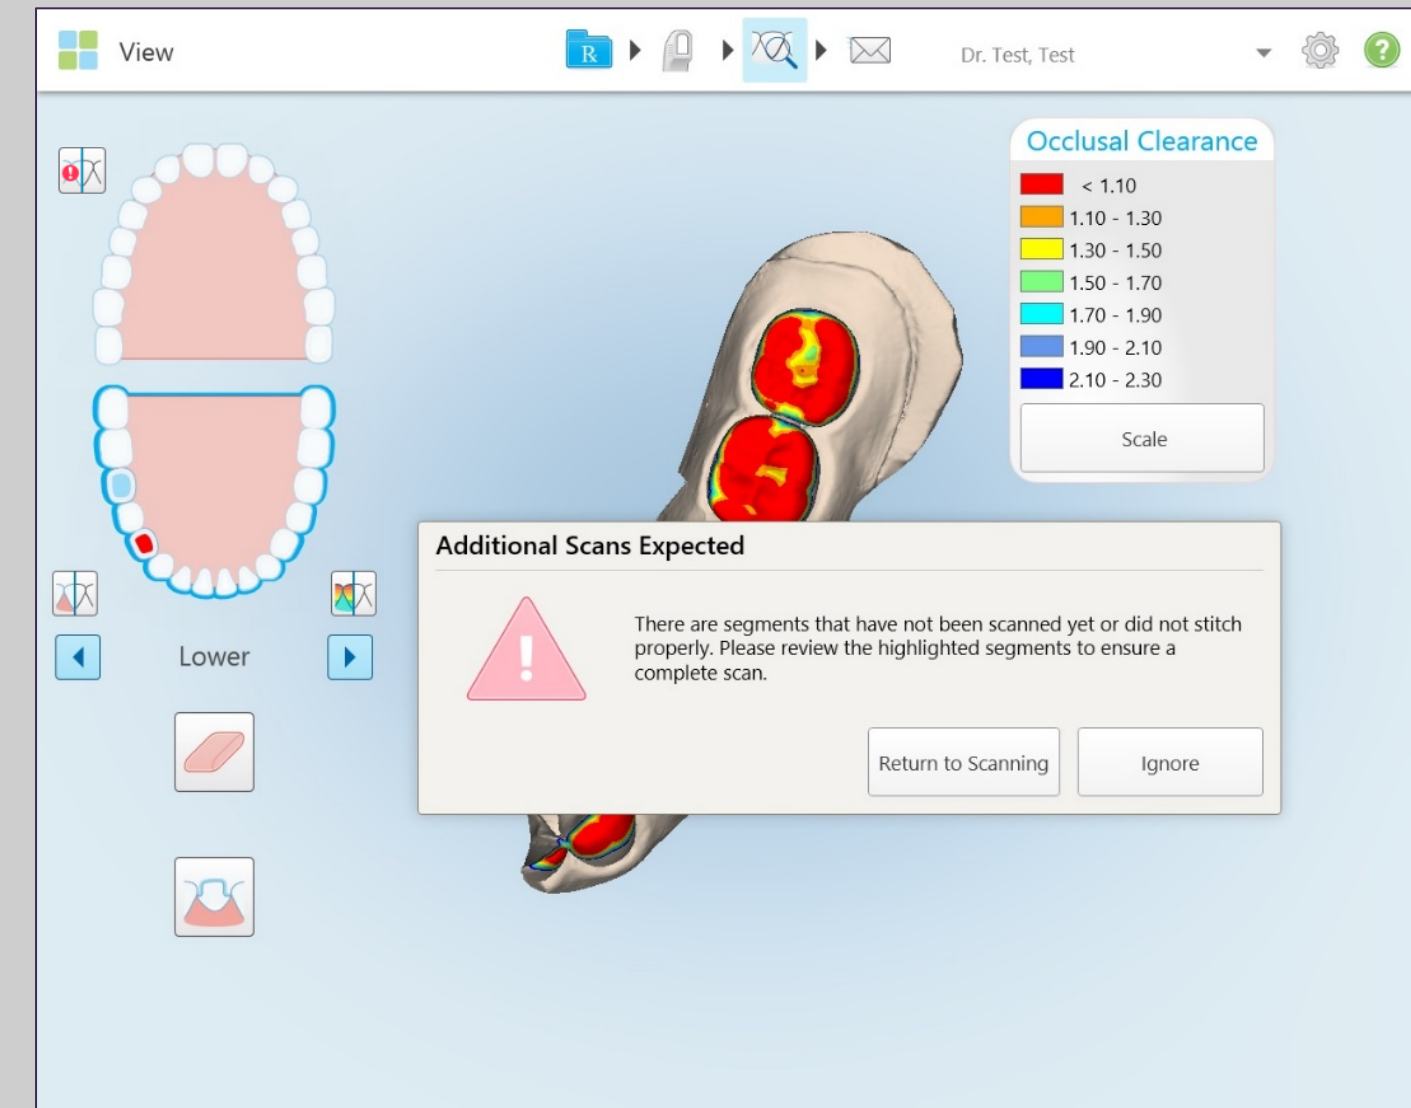 View
R
Dr. Test, Test
?
Occlusal Clearance
< 1.10
1.10 - 1.30
1.30 - 1.50
1.50 - 1.70
1.70 - 1.90
1.90 - 2.10
2.10 - 2.30
Scale
Lower
Additional Scans Expected
There are segments that have not been scanned yet or did not stitch
properly. Please review the highlighted segments to ensure a
complete scan.
Return to Scanning
Ignore